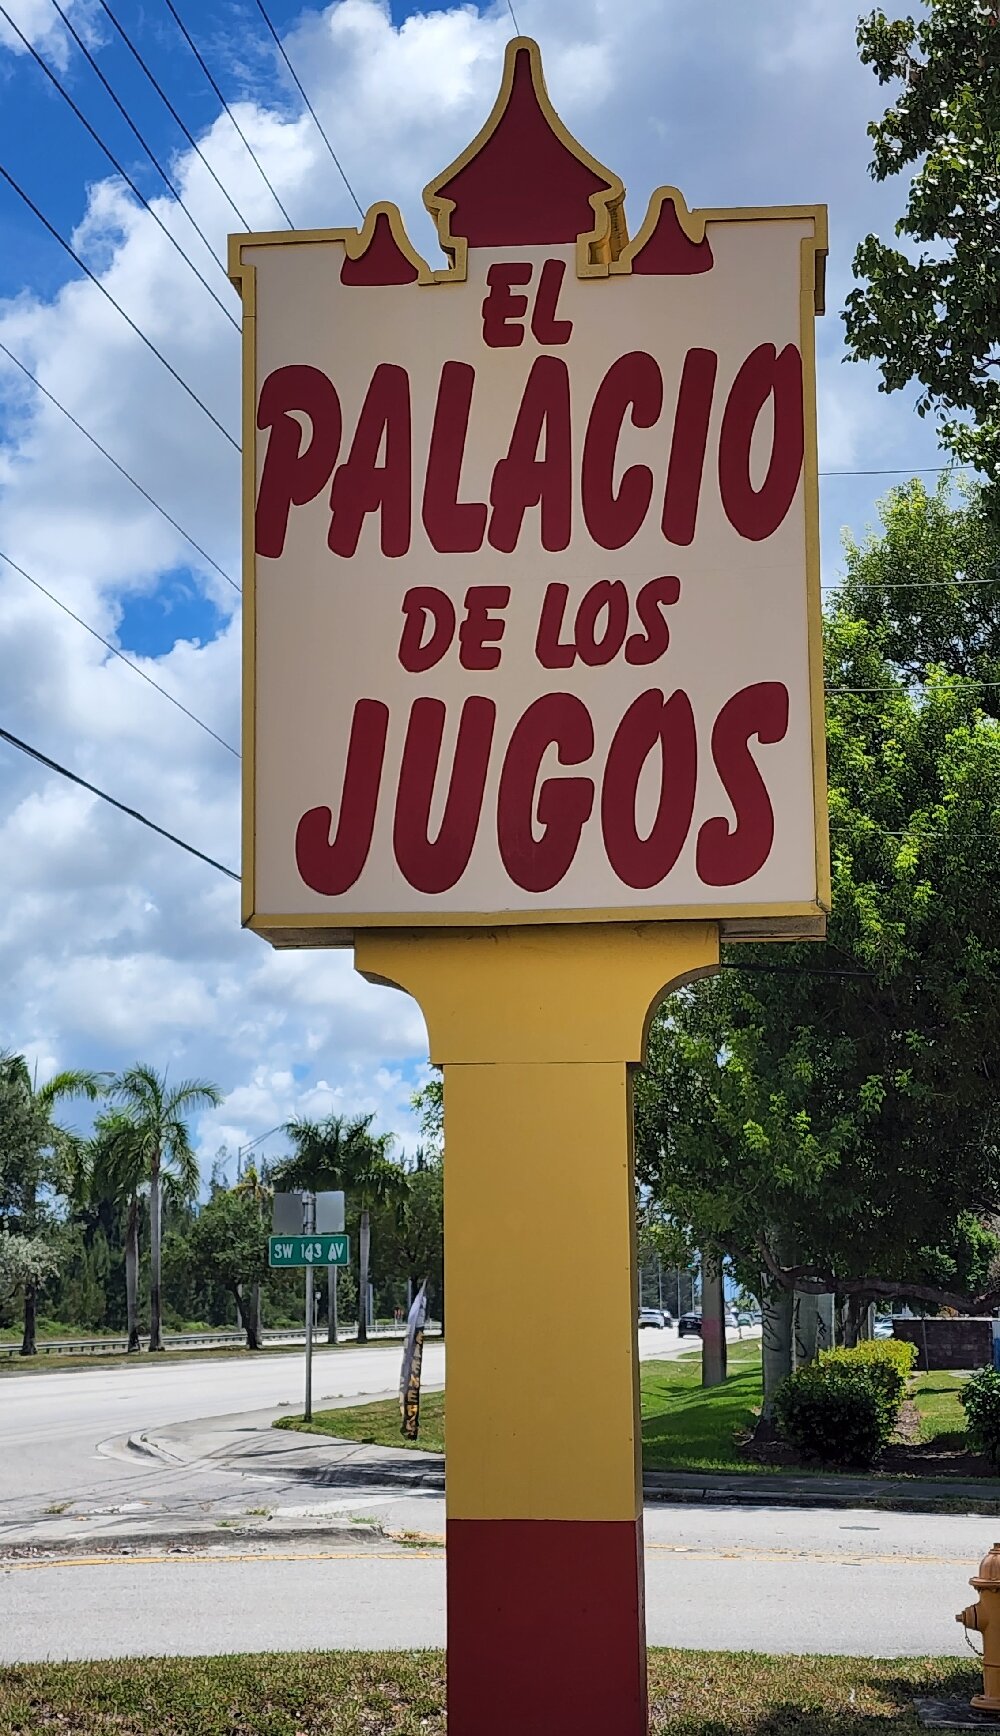 EL
PALACIO
DE LOS
JUGOS
SW 143 AV